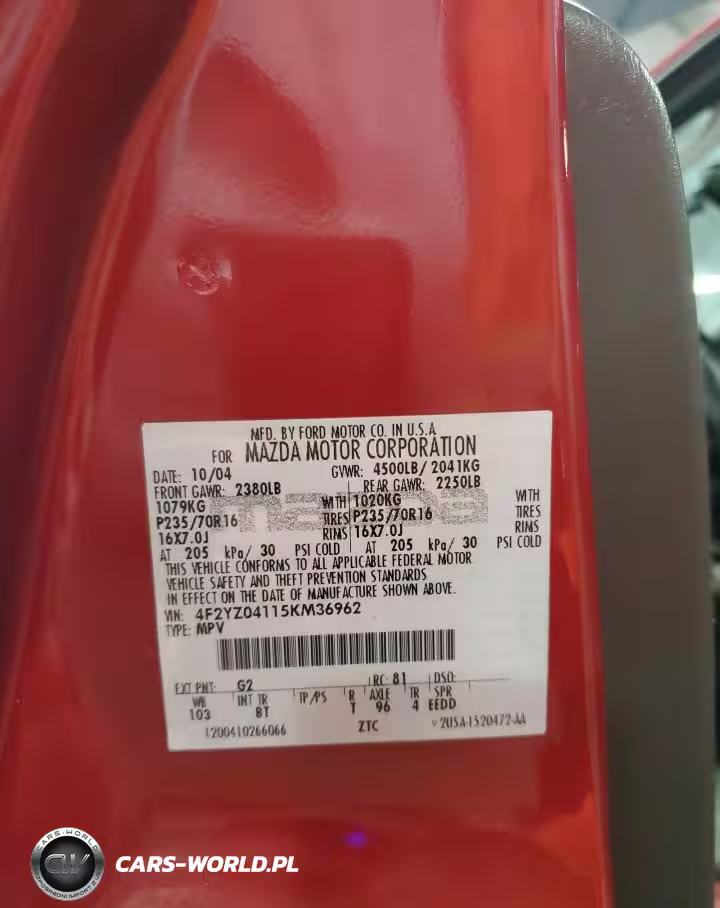 MFD. BY FORD MOTOR CO. IN U.S.A.
FOR MAZDA MOTOR CORPORATION
DATE: 10/04 GVWR: 4500LB/ 2041KG
FRONT GAWR: 2380LB REAR GAWR: 2250LB
1079KG WITH 1020KG WITH
P235/70R16 TIRES P235/70R16 TIRES
16X7.0J RIMS 16X7.0J RIMS
AT 205 kPa/ 30 PSI COLD AT 205 kPa/ 30 PSI COLD
THIS VEHICLE CONFORMS TO ALL APPLICABLE FEDERAL MOTOR
VEHICLE SAFETY AND THEFT PREVENTION STANDARDS
IN EFFECT ON THE DATE OF MANUFACTURE SHOWN ABOVE.
VIN: 4F2YZ04115KM36962
TYPE: MPV
EXT PNT: G2 RC: 81 DSO:
WB INT TR TP/PS R AXLE TR SPR
103 BT T 96 4 EEDD
1200410266066 ZTC 2U5A-1520472-AA
mazda
CARS-WORLD
CW
CARS-WORLD.PL